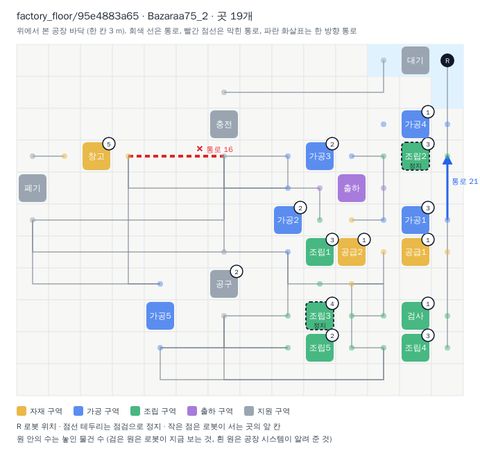 factory_floor/95e4883a65 · Bazaraa75_2 · 곳 19개
위에서 본 공장 바닥 (한 칸 3 m). 회색 선은 통로, 빨간 점선은 막힌 통로, 파란 화살표는 한 방향 통로
대기
R
충전
가공4
1
창고
5
✕ 통로 16
가공3
2
조립2
3
정지
폐기
출하
통로 21
가공2
2
가공1
3
조립1
3
공급2
1
공급1
1
공구
2
가공5
조립3
4
정지
검사
1
조립5
2
조립4
3
자재 구역
가공 구역
조립 구역
출하 구역
지원 구역
R 로봇 위치 · 점선 테두리는 점검으로 정지 · 작은 점은 로봇이 서는 곳의 앞 칸
원 안의 수는 놓인 물건 수 (검은 원은 로봇이 지금 보는 것, 흰 원은 공장 시스템이 알려 준 것)